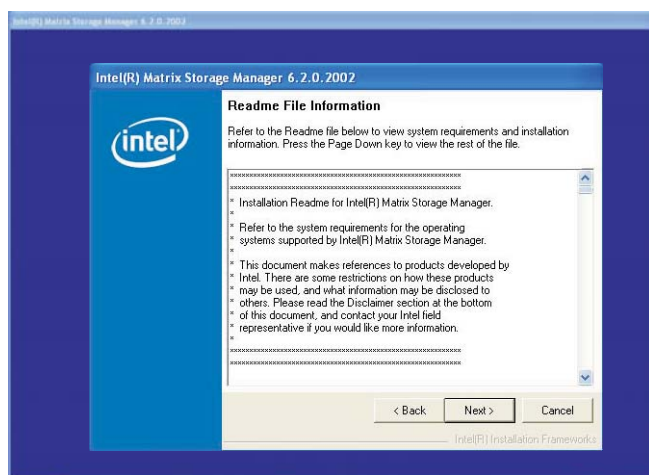 Intel(R) Matrix Storage Manager 6.2.0.2002
Intel(R) Matrix Storage Manager 6.2.0.2002
intel
Readme File Information
Refer to the Readme file below to view system requirements and installation
information. Press the Page Down key to view the rest of the file.
* Installation Readme for Intel(R) Matrix Storage Manager.
*
* Refer to the system requirements for the operating
* systems supported by Intel(R) Matrix Storage Manager.
*
* This document makes references to products developed by
* Intel. There are some restrictions on how these products
* may be used, and what information may be disclosed to
* others. Please read the Disclaimer section at the bottom
* of this document, and contact your Intel field
* representative if you would like more information.
*
< Back Next > Cancel
Intel(R) Installation Frameworks